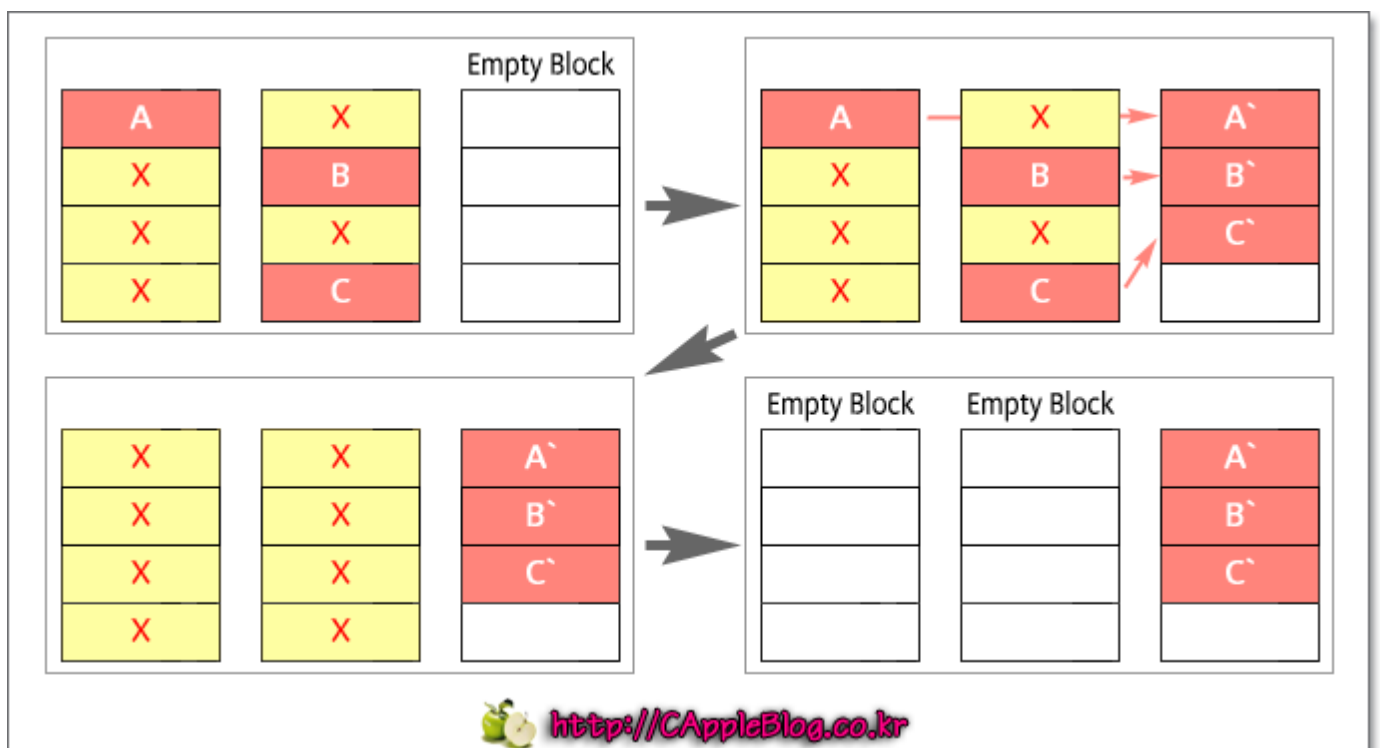 Empty Block
A X
X B
X X
X C
A X A`
X B B`
X X C`
X C
X X A`
X X B`
X X C`
X X
Empty Block Empty Block
A`
B`
C`
http://CAppleBlog.co.kr